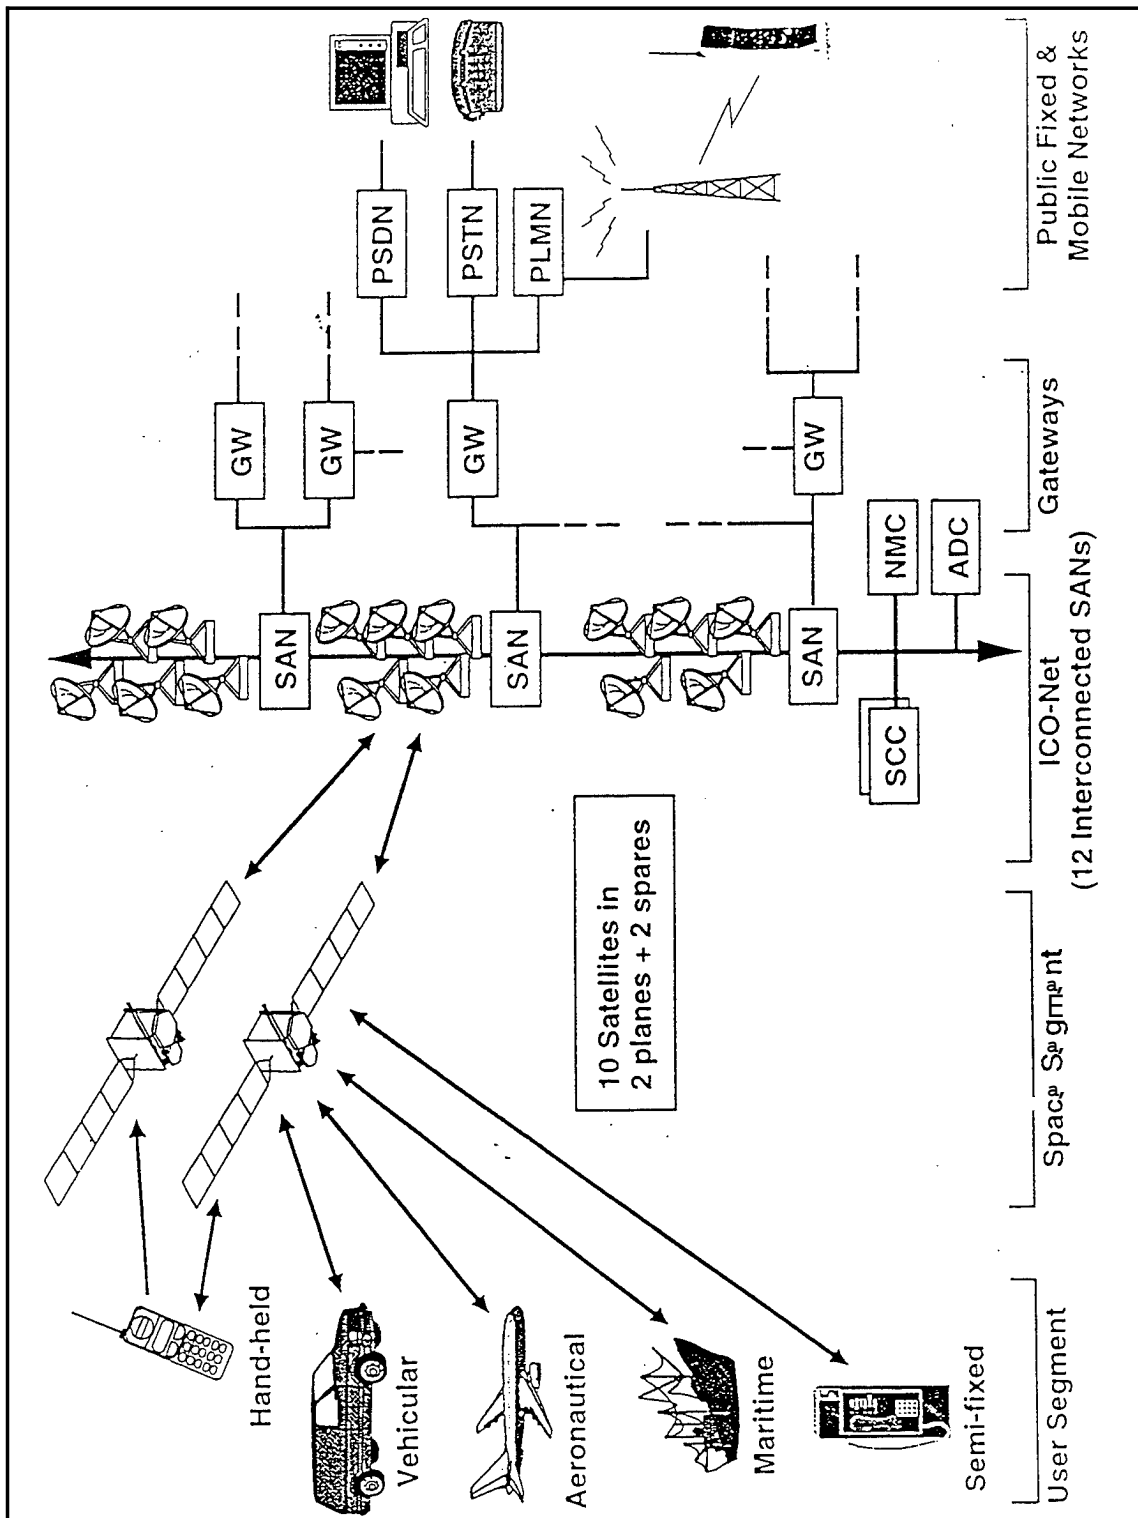 Hand-held
Vehicular
Aeronautical
Maritime
Semi-fixed
10 Satellites in
2 planes + 2 spares
SAN
SAN
SAN
SCC
NMC
ADC
GW
GW
GW
GW
PSDN
PSTN
PLMN
User Segment
Space Segment
ICO-Net
(12 Interconnected SANs)
Gateways
Public Fixed &
Mobile Networks